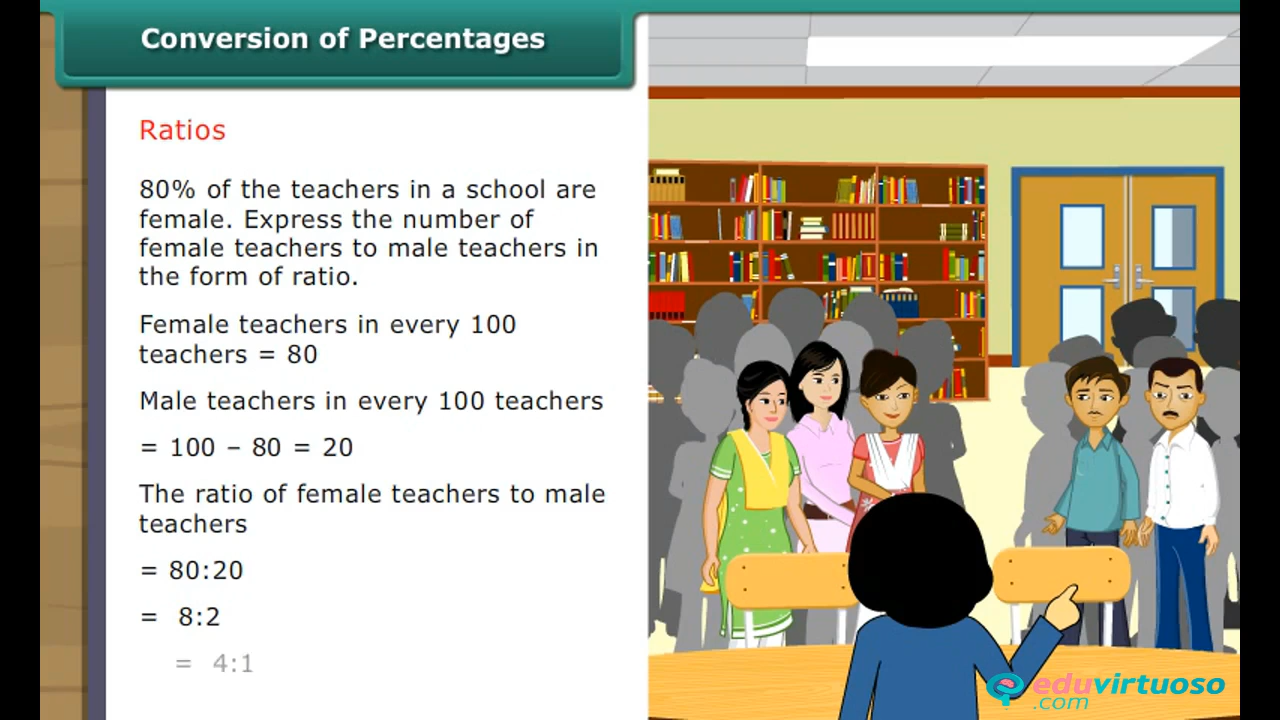 Conversion of Percentages
Ratios
80% of the teachers in a school are
female. Express the number of
female teachers to male teachers in
the form of ratio.
Female teachers in every 100
teachers = 80
Male teachers in every 100 teachers
= 100 – 80 = 20
The ratio of female teachers to male
teachers
= 80:20
= 8:2
= 4:1
eduvirtuoso
.com